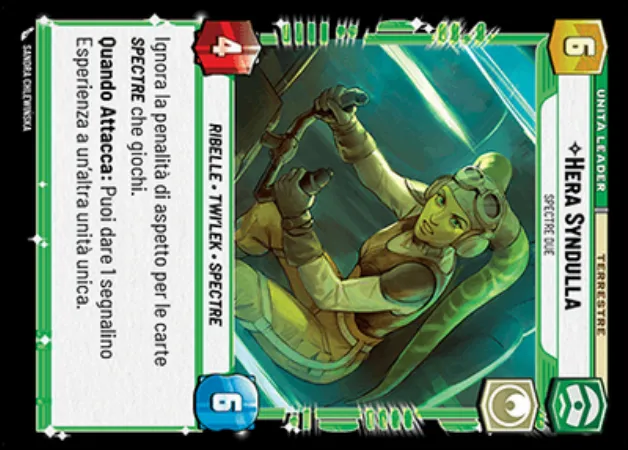 6
UNITÀ LEADER
TERRESTRE
HERA SYNDULLA
SPECTRE DUE
4
6
RIBELLE • TWI'LEK • SPECTRE
Ignora la penalità di aspetto per le carte
SPECTRE che giochi.
Quando Attacca: Puoi dare 1 segnalino
Esperienza a un'altra unità unica.
SANDRA CHLEWIŃSKA